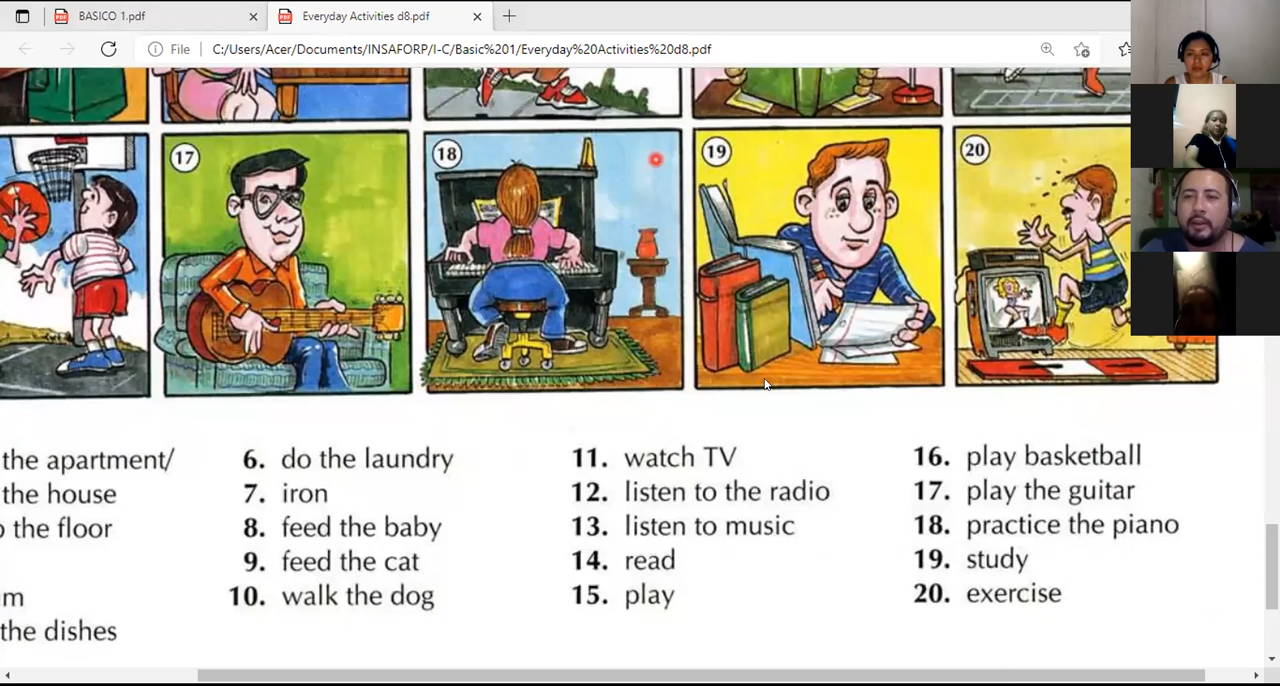 BASICO 1.pdf
Everyday Activities d8.pdf
File
C:/Users/Acer/Documents/INSAFORP/I-C/Basic%201/Everyday%20Activities%20d8.pdf
17
18
19
20
the apartment/
the house
the floor
m
the dishes
6. do the laundry
7. iron
8. feed the baby
9. feed the cat
10. walk the dog
11. watch TV
12. listen to the radio
13. listen to music
14. read
15. play
16. play basketball
17. play the guitar
18. practice the piano
19. study
20. exercise